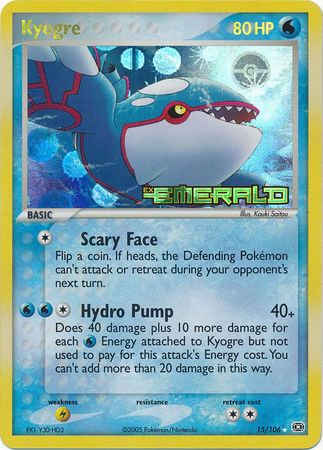 Kyogre 80 HP
EX EMERALD
BASIC Illus. Kouki Saitou
Scary Face
Flip a coin. If heads, the Defending Pokémon
can't attack or retreat during your opponent's
next turn.
Hydro Pump 40+
Does 40 damage plus 10 more damage for
each Energy attached to Kyogre but not
used to pay for this attack's Energy cost. You
can't add more than 20 damage in this way.
weakness resistance retreat cost
FX1-Y30-HD3 ©2005 Pokémon/Nintendo 15/106